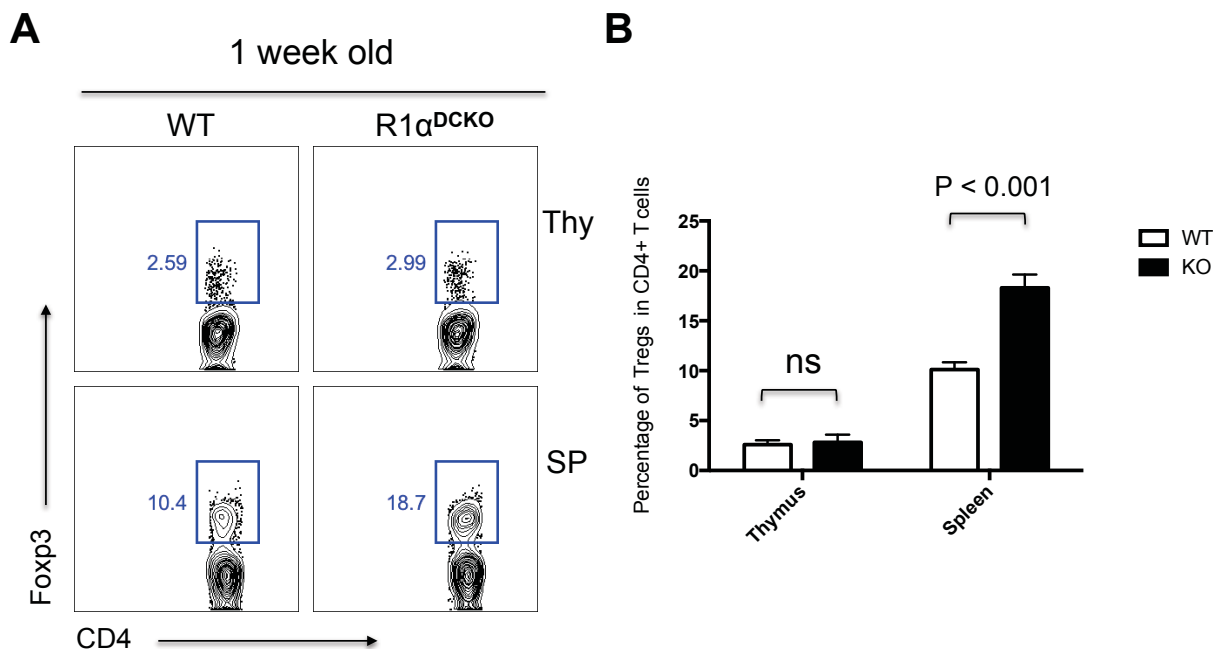 A
1 week old
WT
R1α^DCKO
Thy
2.59
2.99
SP
10.4
18.7
Foxp3
CD4
B
P < 0.001
ns
Percentage of Tregs in CD4+ T cells
25
20
15
10
5
0
Thymus
Spleen
WT
KO